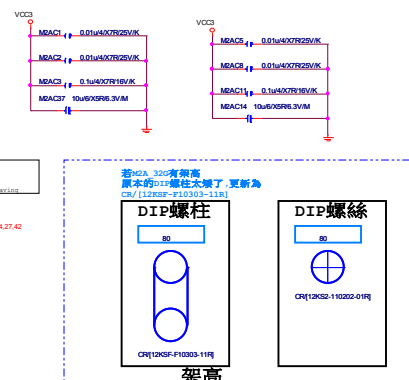 VCC3
M2AC1 0.01u/4/X7R/25V/K
M2AC2 0.01u/4/X7R/25V/K
M2AC3 0.1u/4/X7R/16V/K
M2AC37 10u/6/X5R/6.3V/M
VCC3
M2AC5 0.01u/4/X7R/25V/K
M2AC8 0.01u/4/X7R/25V/K
M2AC11 0.1u/4/X7R/16V/K
M2AC14 10u/6/X5R/6.3V/M
aving
4,27,42
若M2A_32G有架高
原本的DIP螺柱太矮了,更新為
CR/[12KSF-F10303-11R]
DIP螺柱
80
CR/[12KSF-F10303-11R]
架高
DIP螺絲
80
CR/[12KS2-110202-01R]